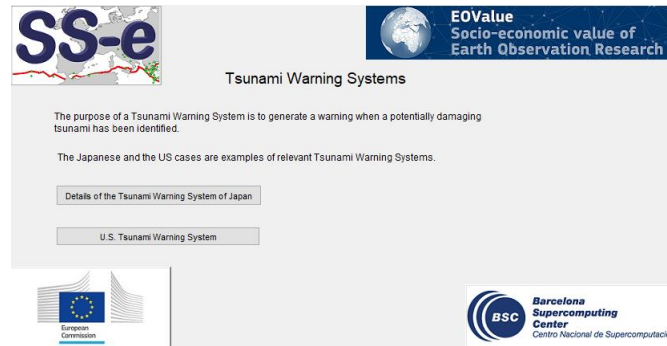 SS-e
EOValue
Socio-economic value of
Earth Observation Research
Tsunami Warning Systems
The purpose of a Tsunami Warning System is to generate a warning when a potentially damaging
tsunami has been identified.
The Japanese and the US cases are examples of relevant Tsunami Warning Systems.
Details of the Tsunami Warning System of Japan
U.S. Tsunami Warning System
European
Commission
BSC
Barcelona
Supercomputing
Center
Centro Nacional de Supercomputaci